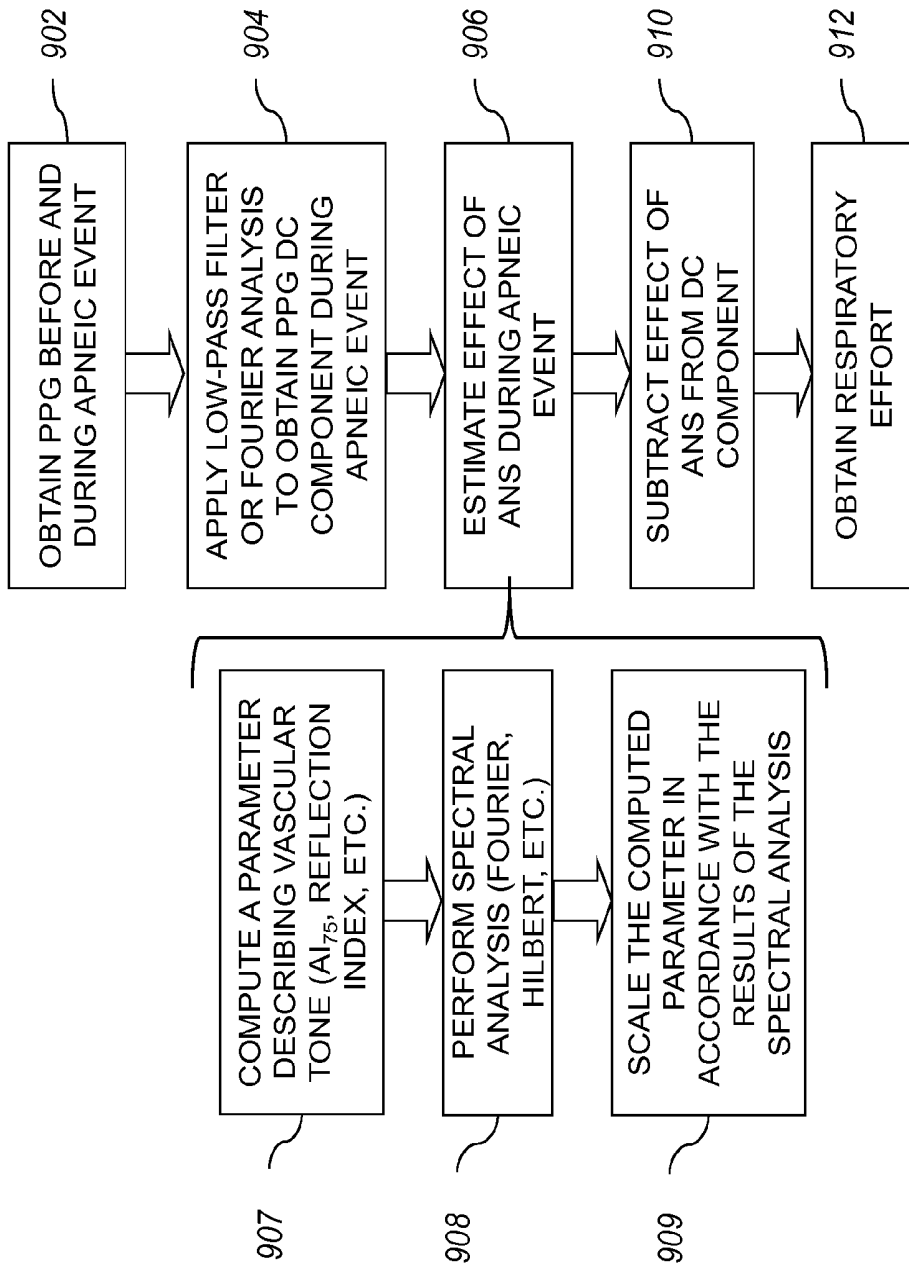 902
OBTAIN PPG BEFORE AND
DURING APNEIC EVENT
904
APPLY LOW-PASS FILTER
OR FOURIER ANALYSIS
TO OBTAIN PPG DC
COMPONENT DURING
APNEIC EVENT
906
ESTIMATE EFFECT OF
ANS DURING APNEIC
EVENT
907
COMPUTE A PARAMETER
DESCRIBING VASCULAR
TONE (AI75, REFLECTION
INDEX, ETC.)
908
PERFORM SPECTRAL
ANALYSIS (FOURIER,
HILBERT, ETC.)
909
SCALE THE COMPUTED
PARAMETER IN
ACCORDANCE WITH THE
RESULTS OF THE
SPECTRAL ANALYSIS
910
SUBTRACT EFFECT OF
ANS FROM DC
COMPONENT
912
OBTAIN RESPIRATORY
EFFORT